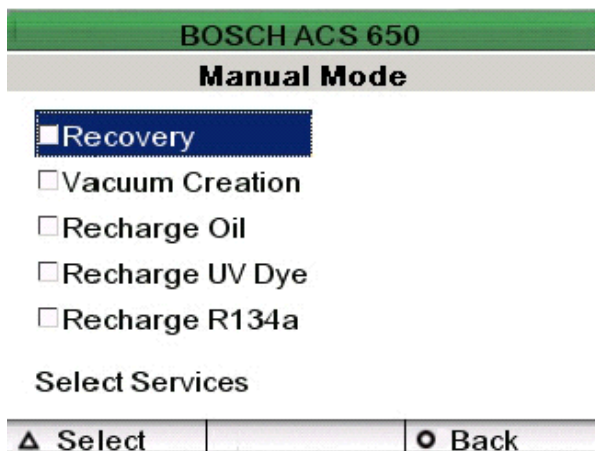 BOSCH ACS 650
Manual Mode
Recovery
Vacuum Creation
Recharge Oil
Recharge UV Dye
Recharge R134a
Select Services
Select Back